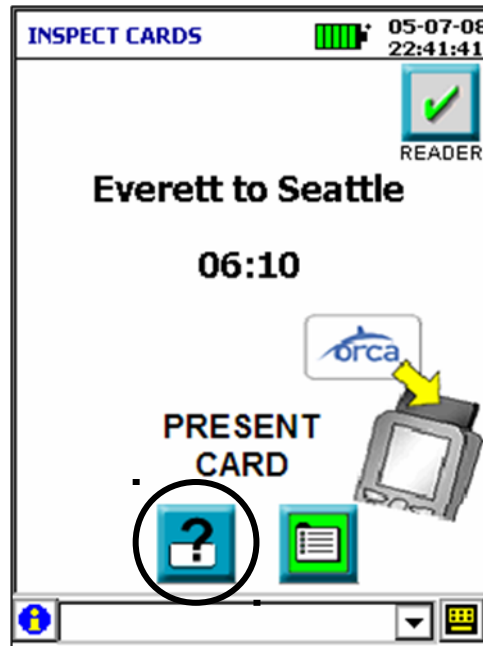 INSPECT CARDS
05-07-08
22:41:41
READER
Everett to Seattle
06:10
orca
PRESENT
CARD
?
i